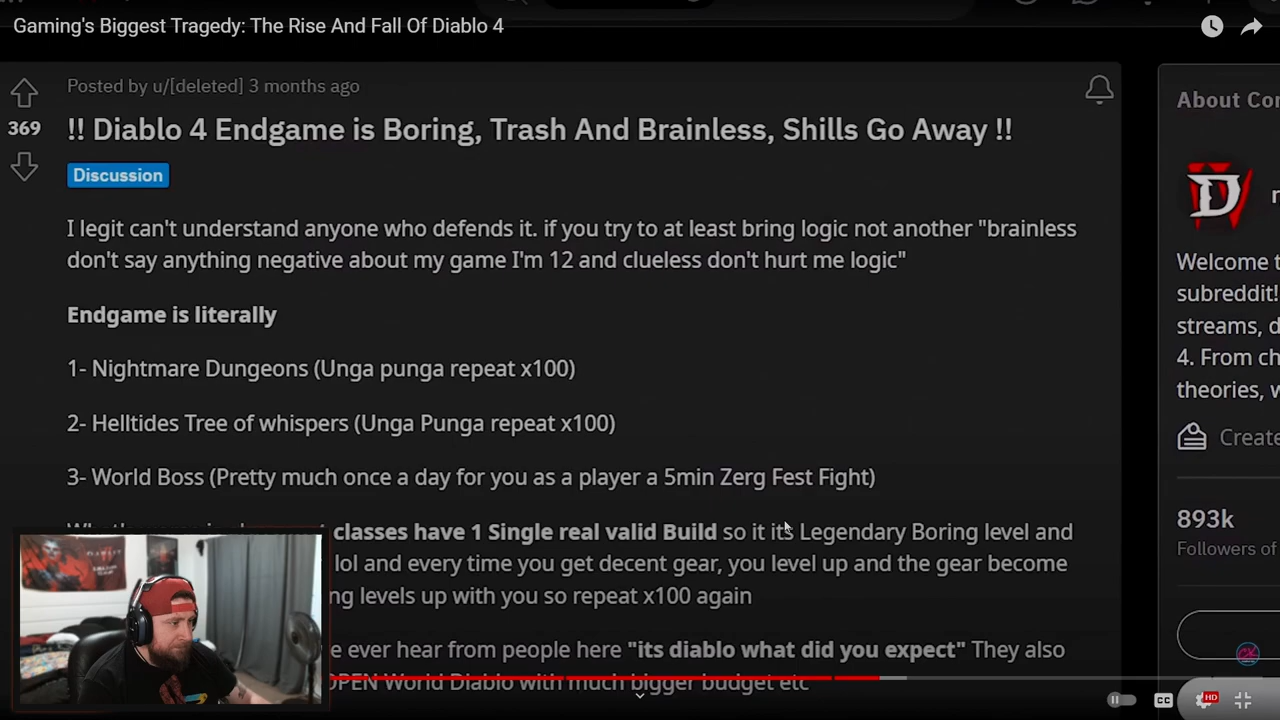 Gaming's Biggest Tragedy: The Rise And Fall Of Diablo 4
Posted by u/[deleted] 3 months ago
About Con
369
!! Diablo 4 Endgame is Boring, Trash And Brainless, Shills Go Away !!
Discussion
I legit can't understand anyone who defends it. if you try to at least bring logic not another "brainless
don't say anything negative about my game I'm 12 and clueless don't hurt me logic"
Welcome t
subreddit!
Endgame is literally
streams, d
4. From ch
1- Nightmare Dungeons (Unga punga repeat x100)
theories, w
2- Helltides Tree of whispers (Unga Punga repeat x100)
Create
3- World Boss (Pretty much once a day for you as a player a 5min Zerg Fest Fight)
893k
Followers of
classes have 1 Single real valid Build so it its Legendary Boring level and
lol and every time you get decent gear, you level up and the gear become
ng levels up with you so repeat x100 again
e ever hear from people here "its diablo what did you expect" They also
OPEN World Diablo with much bigger budget etc
CC
HD